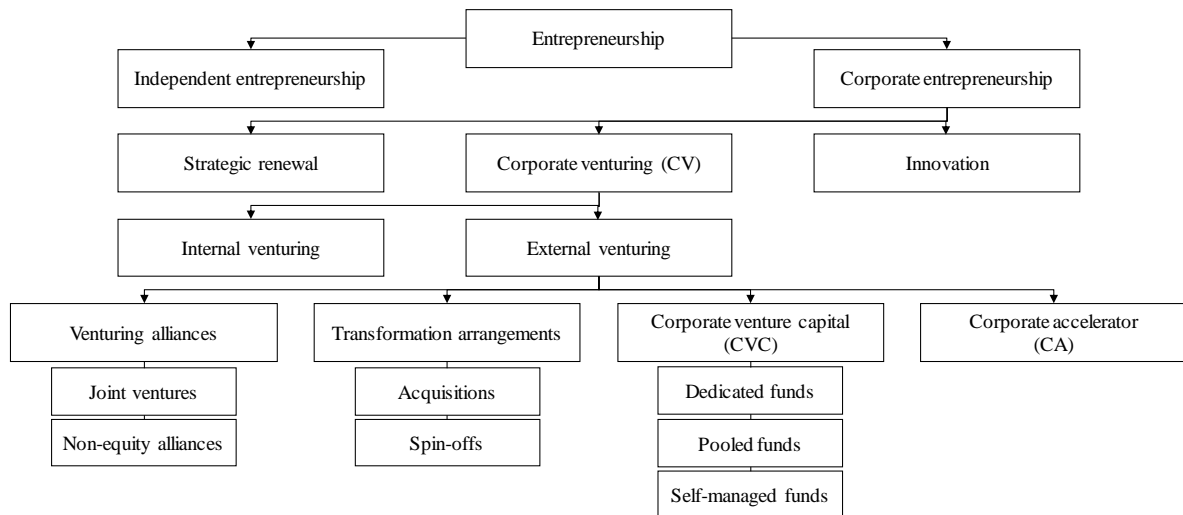 Entrepreneurship
Independent entrepreneurship
Corporate entrepreneurship
Strategic renewal
Corporate venturing (CV)
Innovation
Internal venturing
External venturing
Venturing alliances
Transformation arrangements
Corporate venture capital
(CVC)
Corporate accelerator
(CA)
Joint ventures
Acquisitions
Dedicated funds
Non-equity alliances
Spin-offs
Pooled funds
Self-managed funds